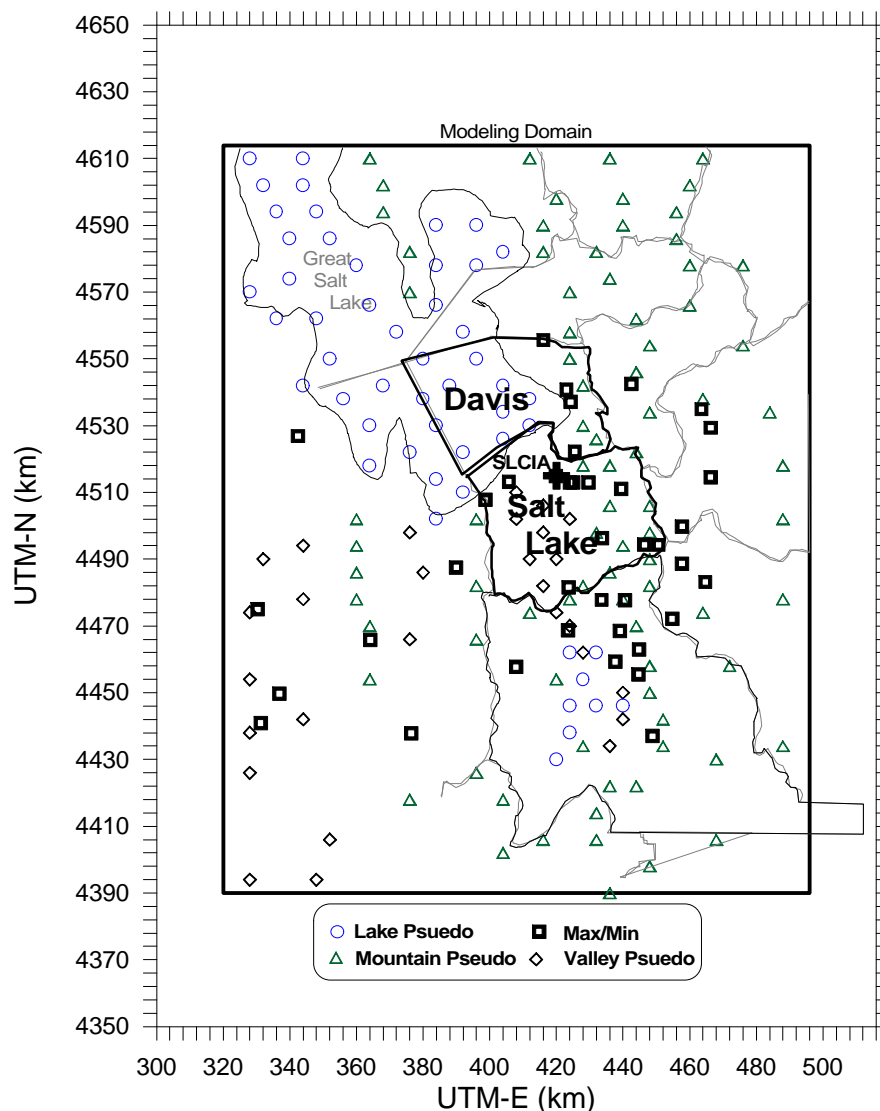 4650
4630
4610
4590
4570
4550
4530
4510
4490
4470
4450
4430
4410
4390
4370
4350
UTM-N (km)
Modeling Domain
Great
Salt
Lake
Davis
SLCIA
Salt
Lake
Lake Psuedo
Max/Min
Mountain Pseudo
Valley Psuedo
300 320 340 360 380 400 420 440 460 480 500
UTM-E (km)